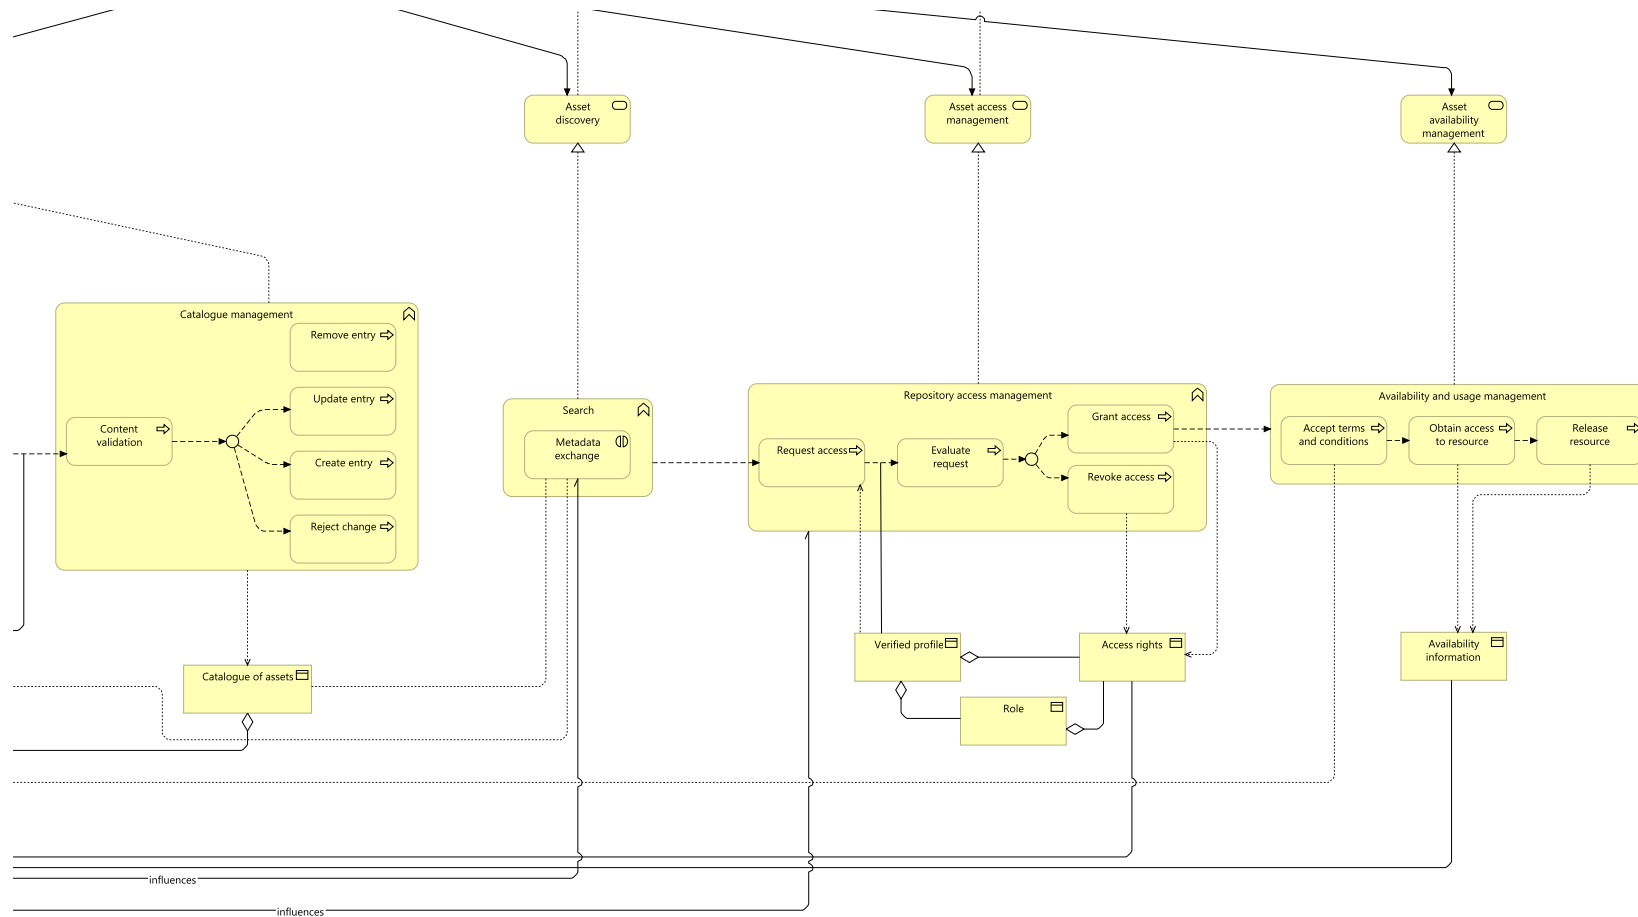 Asset
discovery
Asset access
management
Asset
availability
management
Catalogue management
Remove entry
Update entry
Content
validation
Create entry
Reject change
Search
Metadata
exchange
Repository access management
Request access
Evaluate
request
Grant access
Revoke access
Availability and usage management
Accept terms
and conditions
Obtain access
to resource
Release
resource
Catalogue of assets
Verified profile
Access rights
Role
Availability
information
influences
influences